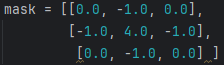 mask = [[0.0, -1.0, 0.0],
[-1.0, 4.0, -1.0],
[0.0, -1.0, 0.0] ]